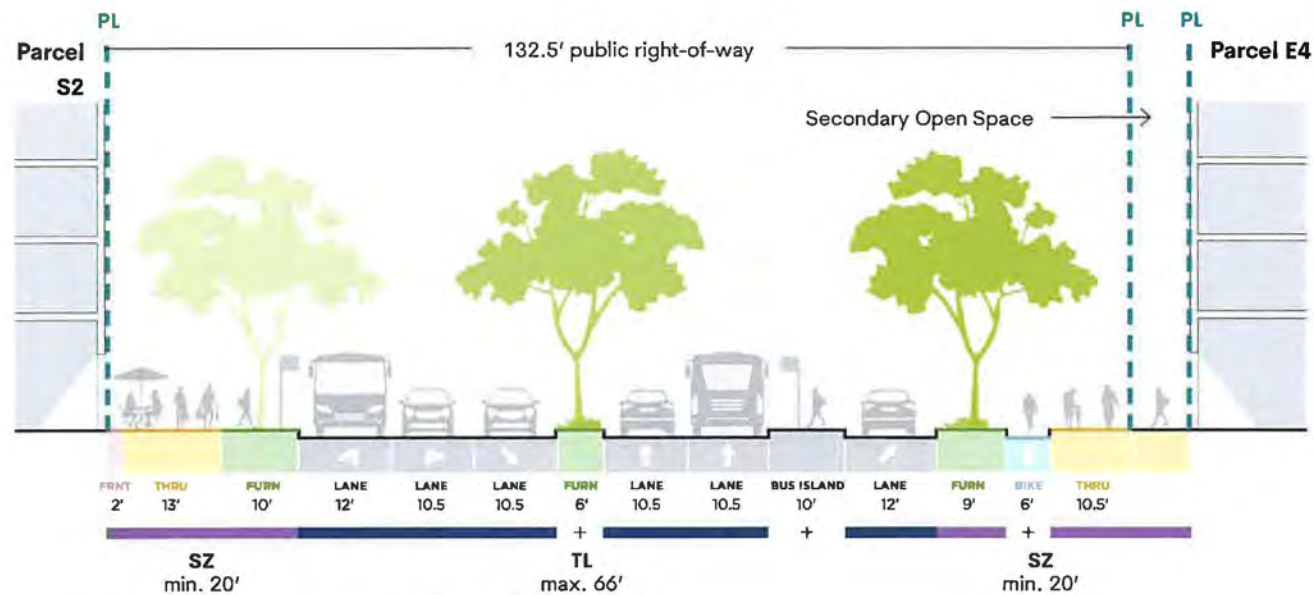 PL PL PL
Parcel S2
132.5' public right-of-way
Parcel E4
Secondary Open Space
FRNT THRU FURN LANE LANE LANE FURN LANE LANE BUS ISLAND LANE FURN BIKE THRU
2' 13' 10' 12' 10.5 10.5 6' 10.5 10.5 10' 12' 9' 6' 10.5'
+ + +
SZ TL SZ
min. 20' max. 66' min. 20'